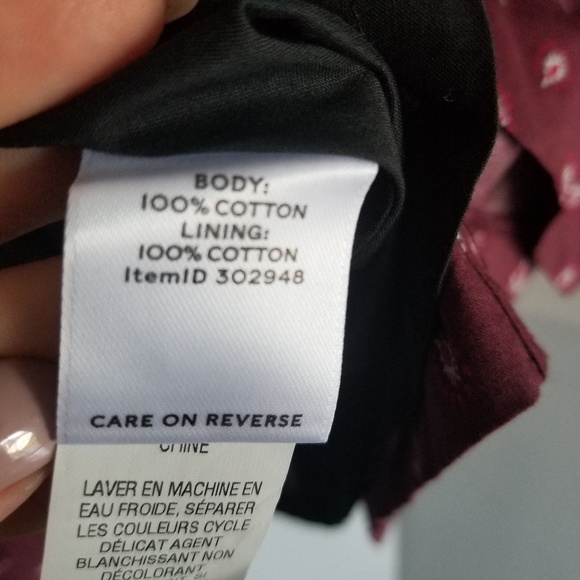 BODY:
100% COTTON
LINING:
100% COTTON
ItemID 302948
CARE ON REVERSE
CHINE
LAVER EN MACHINE EN
EAU FROIDE, SÉPARER
LES COULEURS CYCLE
DÉLICAT AGENT
BLANCHISSANT NON
DÉCOLORANT